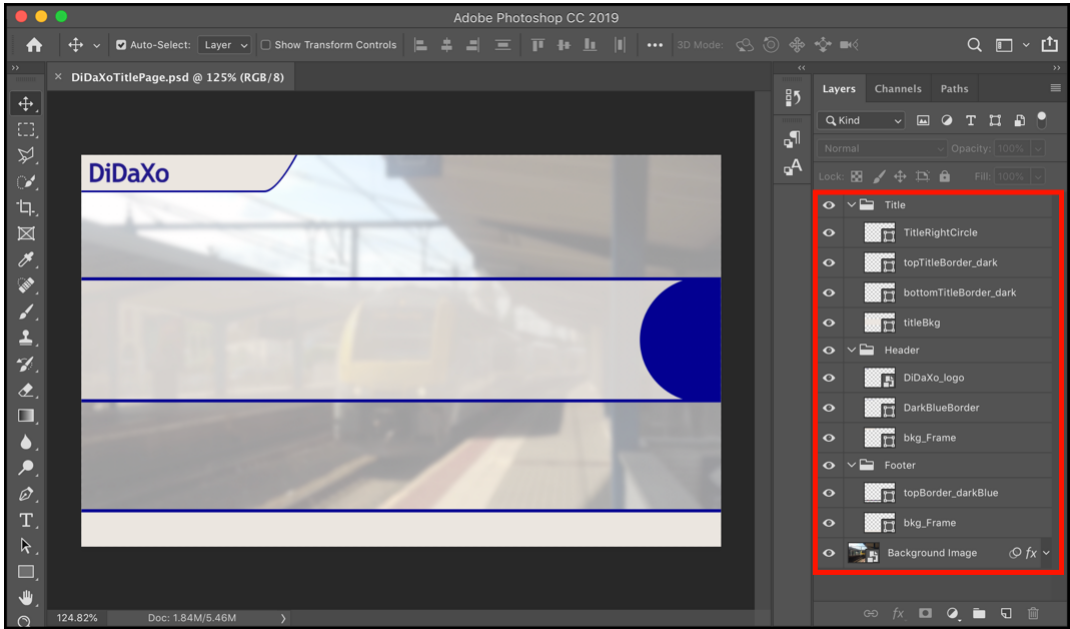 Adobe Photoshop CC 2019
Auto-Select: Layer Show Transform Controls 3D Mode:
DiDaXoTitlePage.psd @ 125% (RGB/8)
Layers Channels Paths
Kind
Normal Opacity: 100%
Lock: Fill: 100%
DiDaXo
Title
TitleRightCircle
topTitleBorder_dark
bottomTitleBorder_dark
titleBkg
Header
DiDaXo_logo
DarkBlueBorder
bkg_Frame
Footer
topBorder_darkBlue
bkg_Frame
Background Image fx
124.82% Doc: 1.84M/5.46M
fx